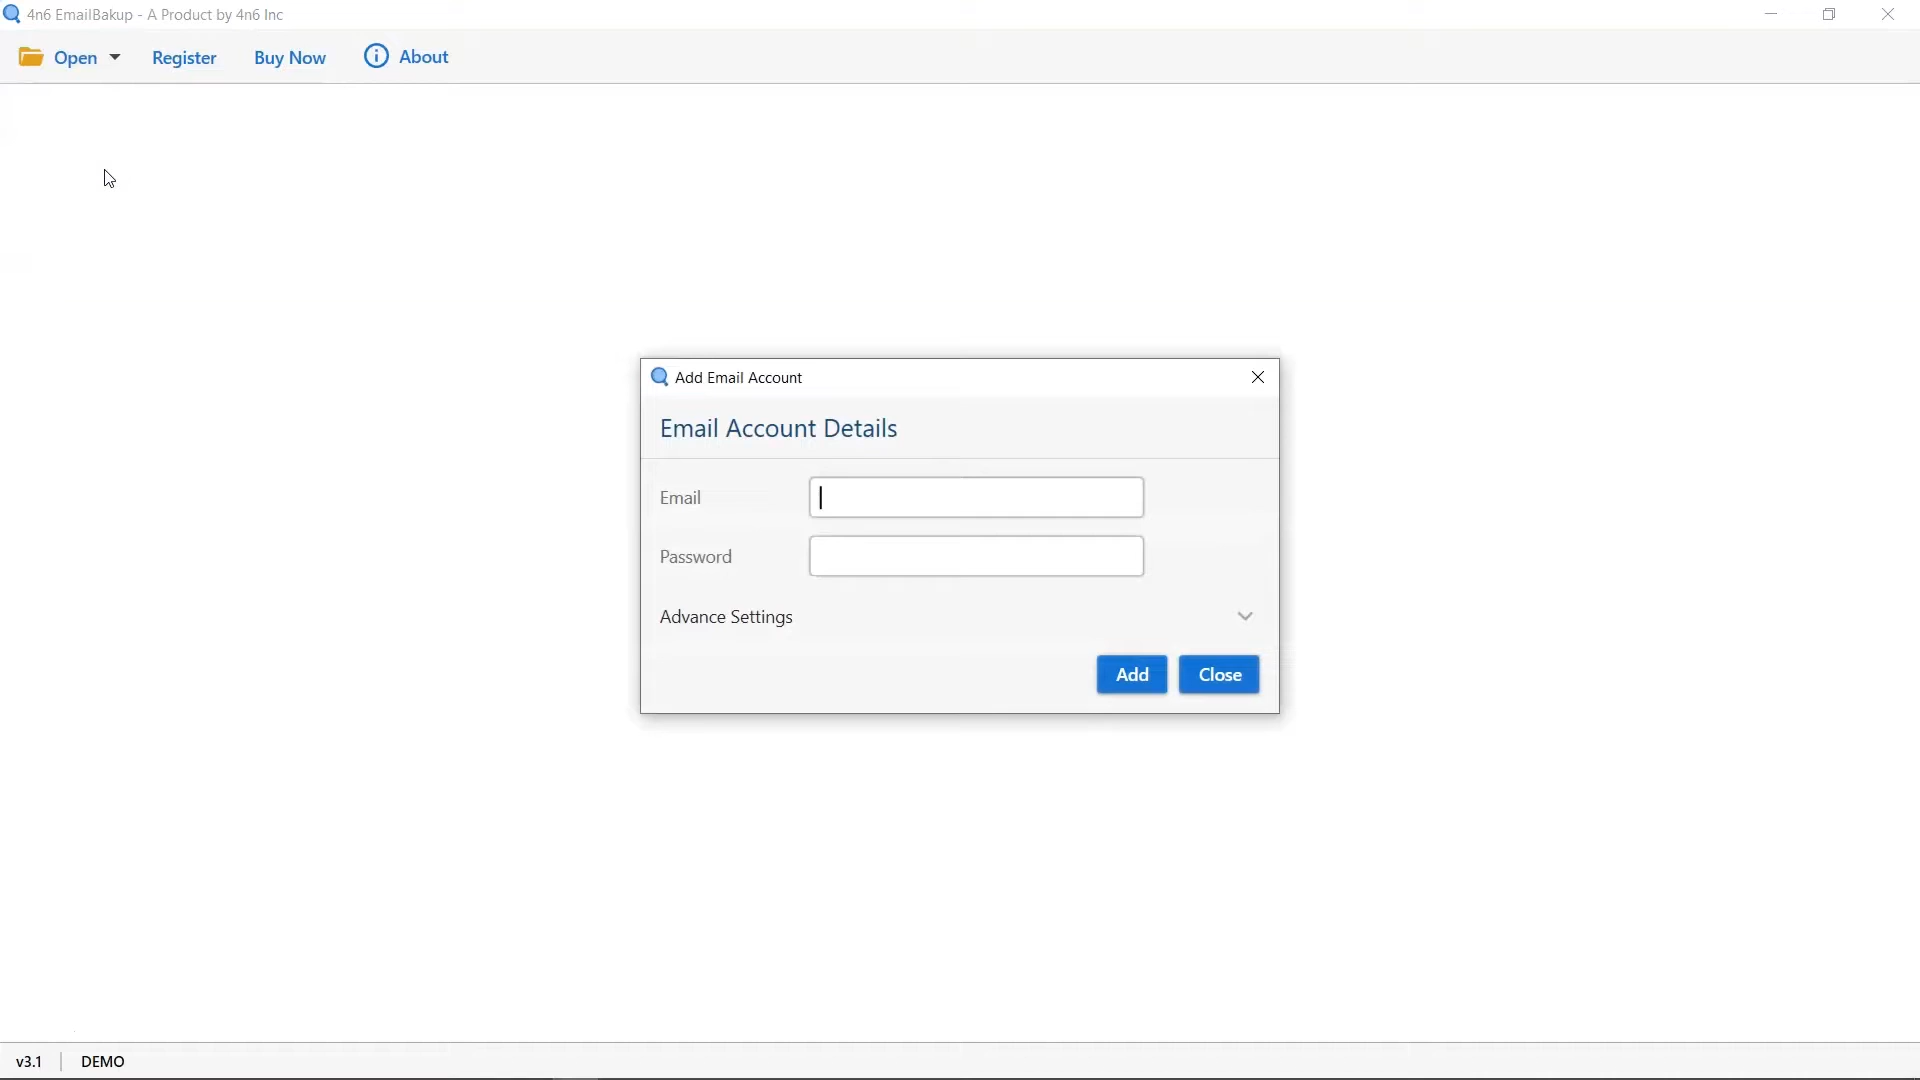 4n6 EmailBakup - A Product by 4n6 Inc
Open Register Buy Now About
Add Email Account
Email Account Details
Email
Password
Advance Settings
Add Close
v3.1 DEMO